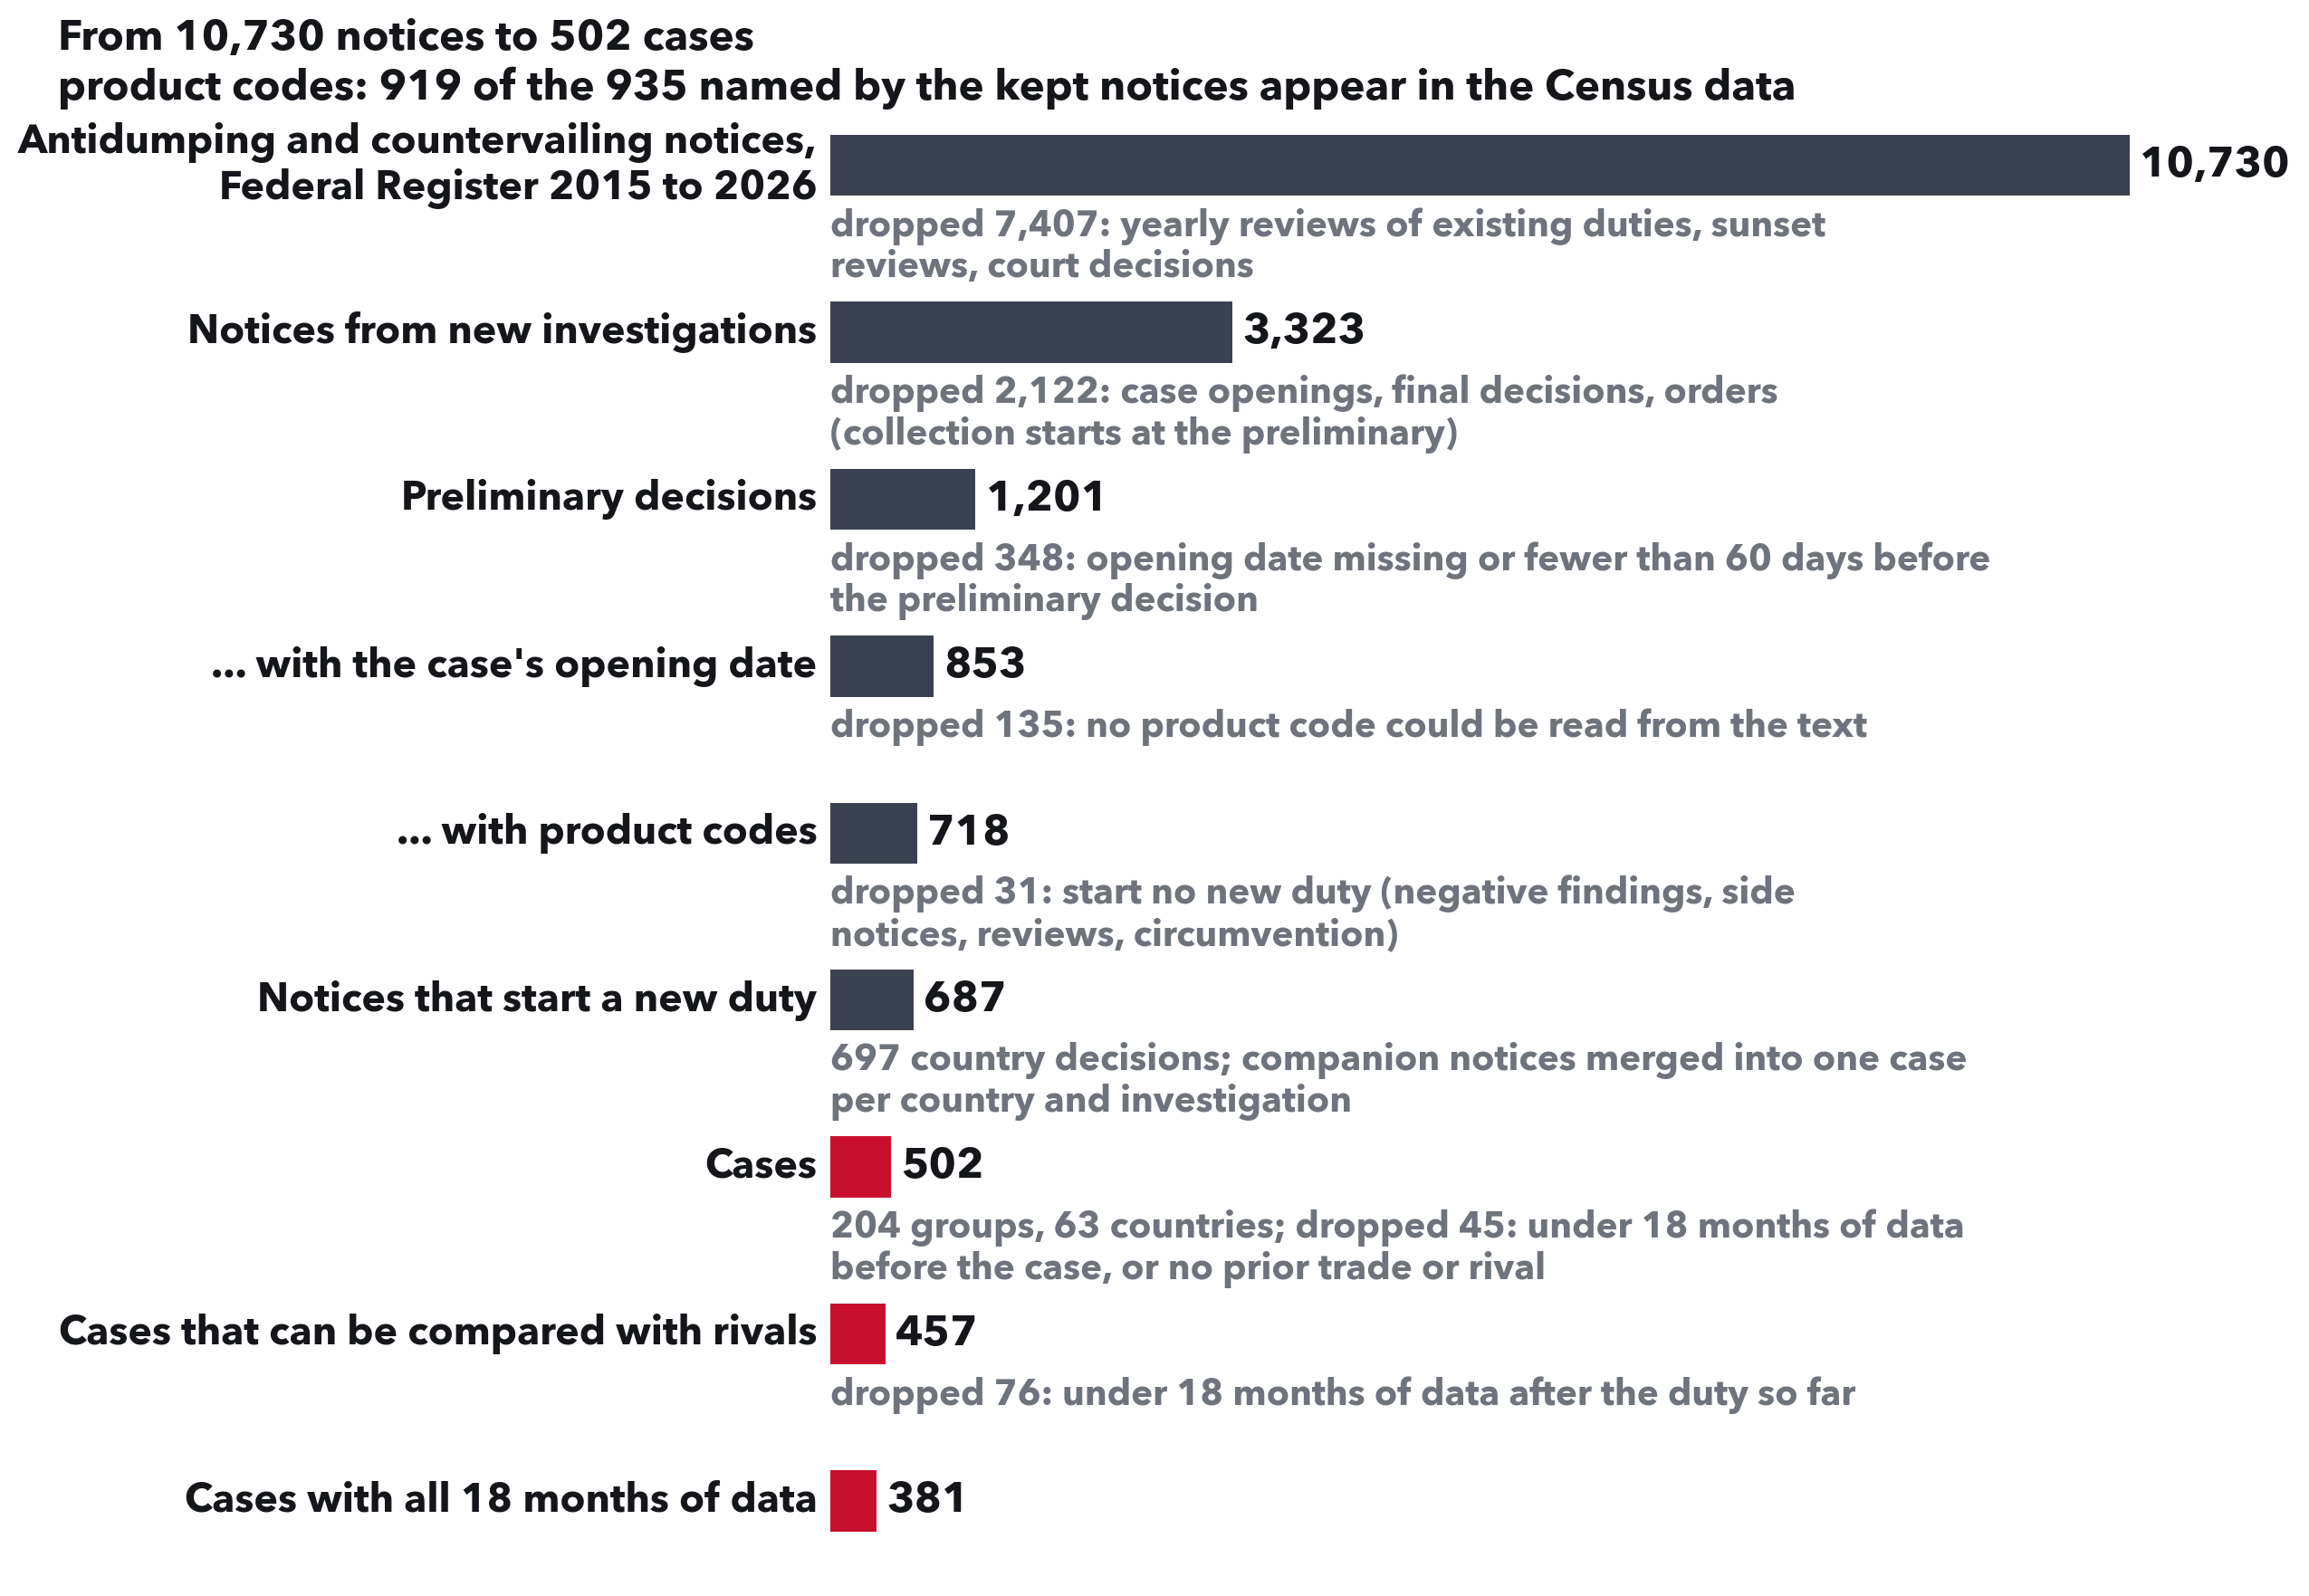 From 10,730 notices to 502 cases
product codes: 919 of the 935 named by the kept notices appear in the Census data
Antidumping and countervailing notices,
Federal Register 2015 to 2026
10,730
dropped 7,407: yearly reviews of existing duties, sunset
reviews, court decisions
Notices from new investigations
3,323
dropped 2,122: case openings, final decisions, orders
(collection starts at the preliminary)
Preliminary decisions
1,201
dropped 348: opening date missing or fewer than 60 days before
the preliminary decision
... with the case's opening date
853
dropped 135: no product code could be read from the text
... with product codes
718
dropped 31: start no new duty (negative findings, side
notices, reviews, circumvention)
Notices that start a new duty
687
697 country decisions; companion notices merged into one case
per country and investigation
Cases
502
204 groups, 63 countries; dropped 45: under 18 months of data
before the case, or no prior trade or rival
Cases that can be compared with rivals
457
dropped 76: under 18 months of data after the duty so far
Cases with all 18 months of data
381